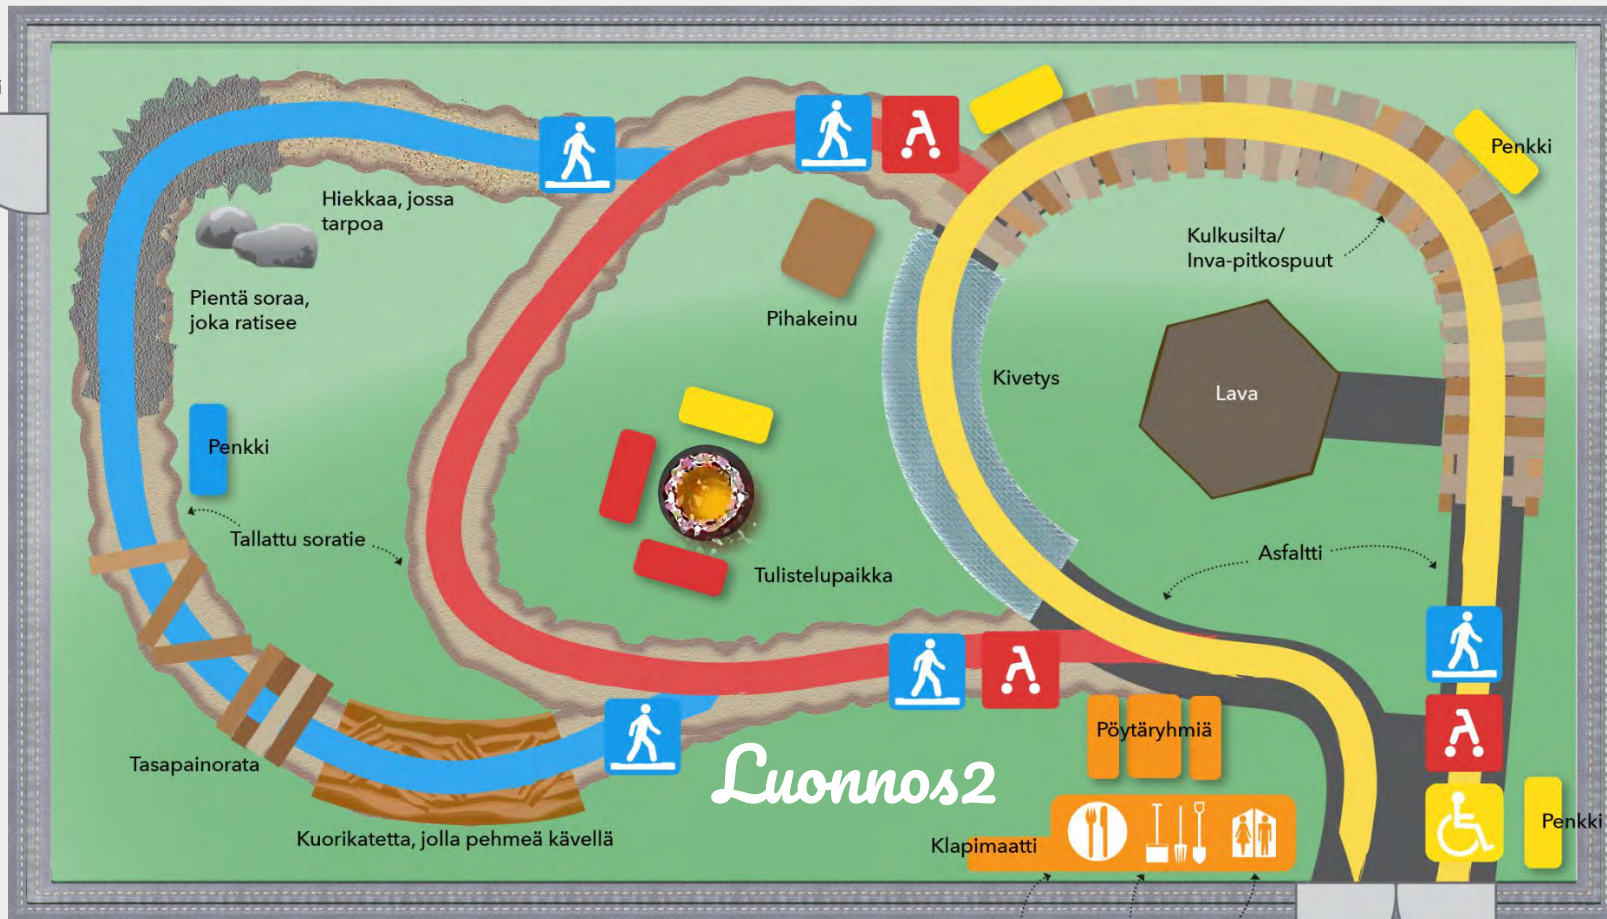 i
Penkki
Hiekkaa, jossa
tarpoa
Kulkusilta/
Inva-pitkospuut
Pientä soraa,
joka ratisee
Pihakeinu
Kivetys
Lava
Penkki
Tallattu soratie
Asfaltti
Tulistelupaikka
Pöytäryhmiä
Tasapainorata
Luonnos2
Kuorikatetta, jolla pehmeä kävellä
Klapimaatti
Penkki